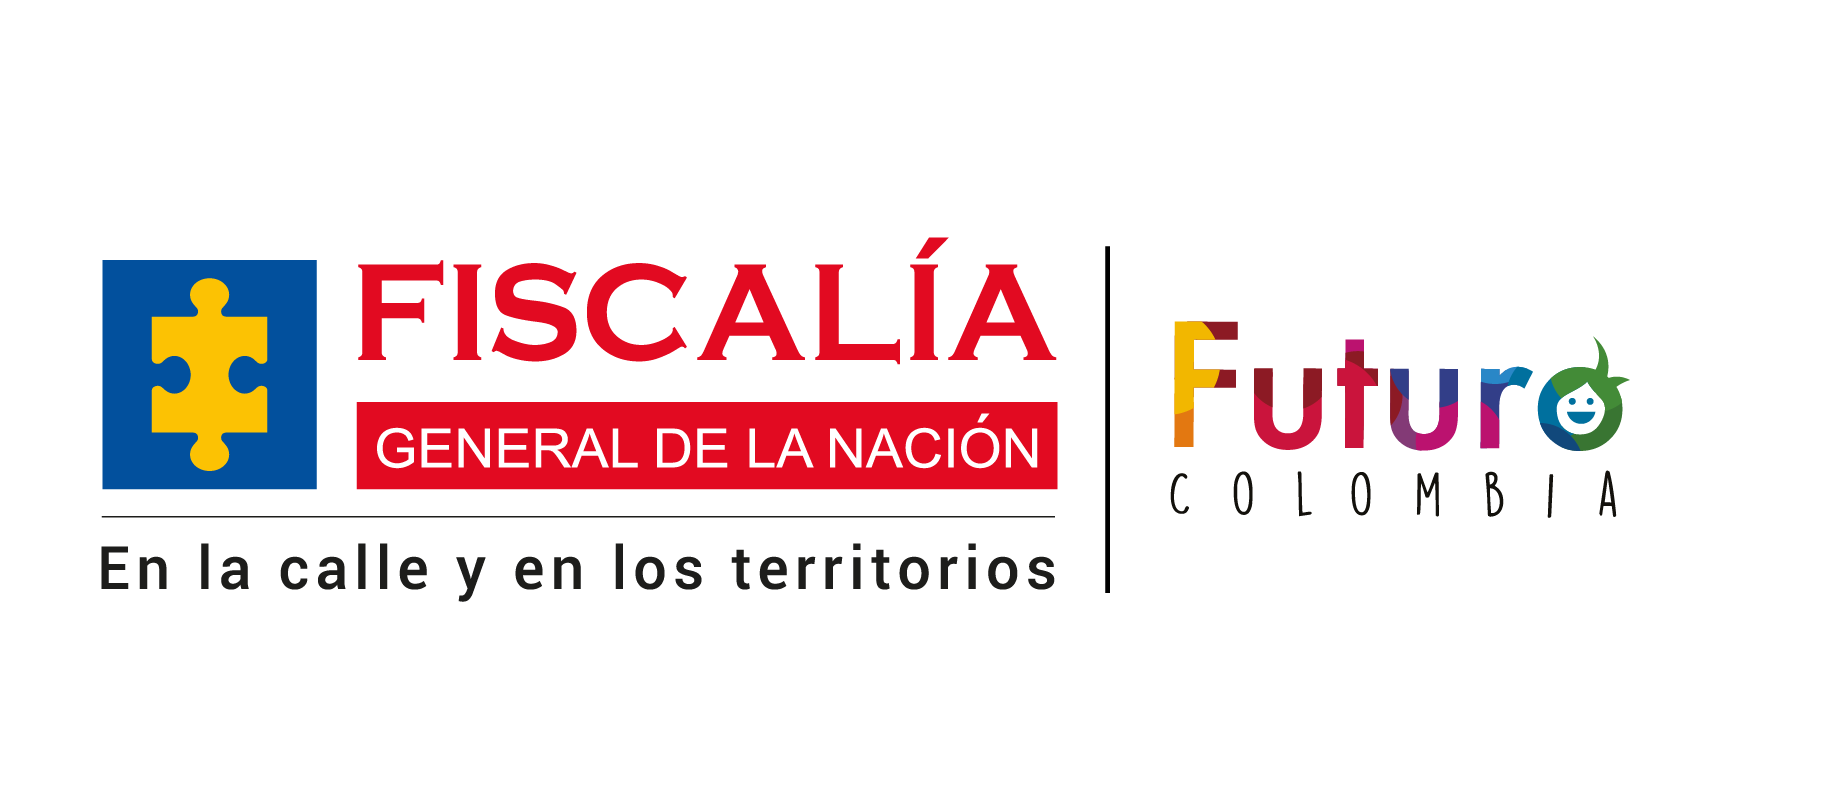 FISCALÍA
GENERAL DE LA NACIÓN
En la calle y en los territorios
Futuro
COLOMBIA